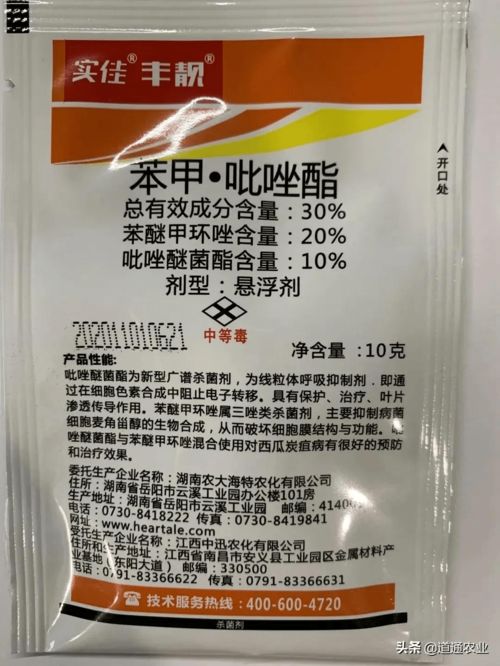 实佳® 丰靓®
开口处
苯甲·吡唑酯
总有效成分含量：30%
苯醚甲环唑含量：20%
吡唑醚菌酯含量：10%
剂型：悬浮剂
中等毒
20201101 0621
净含量：10克
产品性能：
吡唑醚菌酯为新型广谱杀菌剂，为线粒体呼吸抑制剂．即通
过在细胞色素合成中阻止电子转移。具有保护、治疗、叶片
渗透传导作用。苯醚甲环唑属三唑类杀菌剂，主要抑制病菌
细胞麦角甾醇的生物合成，从而破坏细胞膜结构与功能。吡
唑醚菌酯与苯醚甲环唑混合使用对西瓜炭疽病有很好的预防
和治疗效果。
委托生产企业名称：湖南农大海特农化有限公司
住所：湖南省岳阳市云溪工业园办公楼101房
生产地址：湖南省岳阳市云溪工业园 邮编：4140
电话：0730-8418222 传真：0730-8419841
网址：www.heartale.com
受托生产企业名称：江西中迅农化有限公司
住所和生产地址：江西省南昌市安义县工业园区金属材料产
业基地（东阳大道）邮编：330500
电话：0791-83366622 传真：0791-83366631
技术服务热线：400-600-4720
杀菌剂
头条 @道通农业